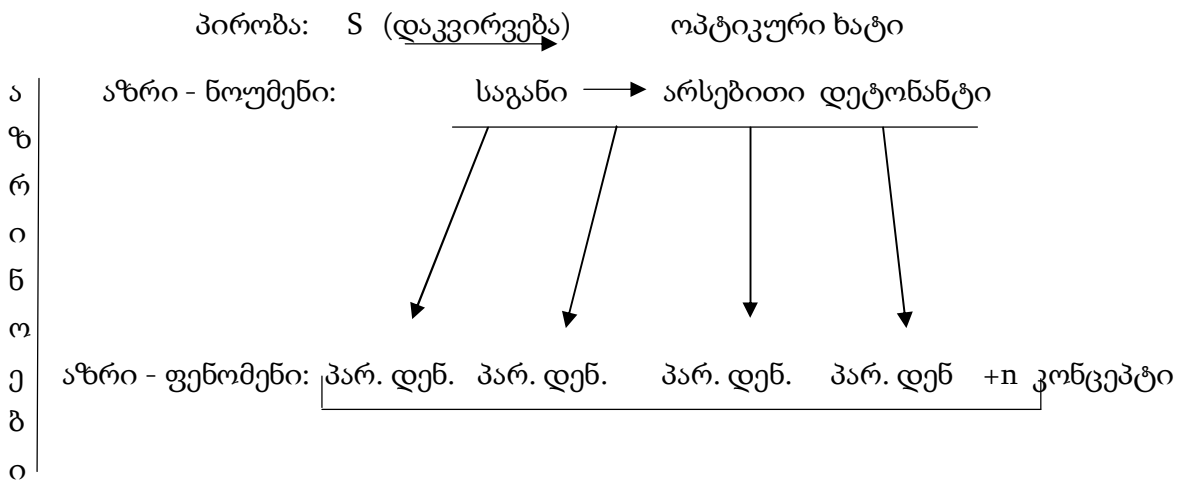 პირობა: S (დაკვირვება) ოპტიკური ხატი
აზრი - ნოუმენი: საგანი არსებითი დეტონანტი
აზრი - ფენომენი: პარ. დენ. პარ. დენ. პარ. დენ. პარ. დენ +n კონცეპტი
ა
ზ
რ
ი
ნ
ო
ე
ბ
ი